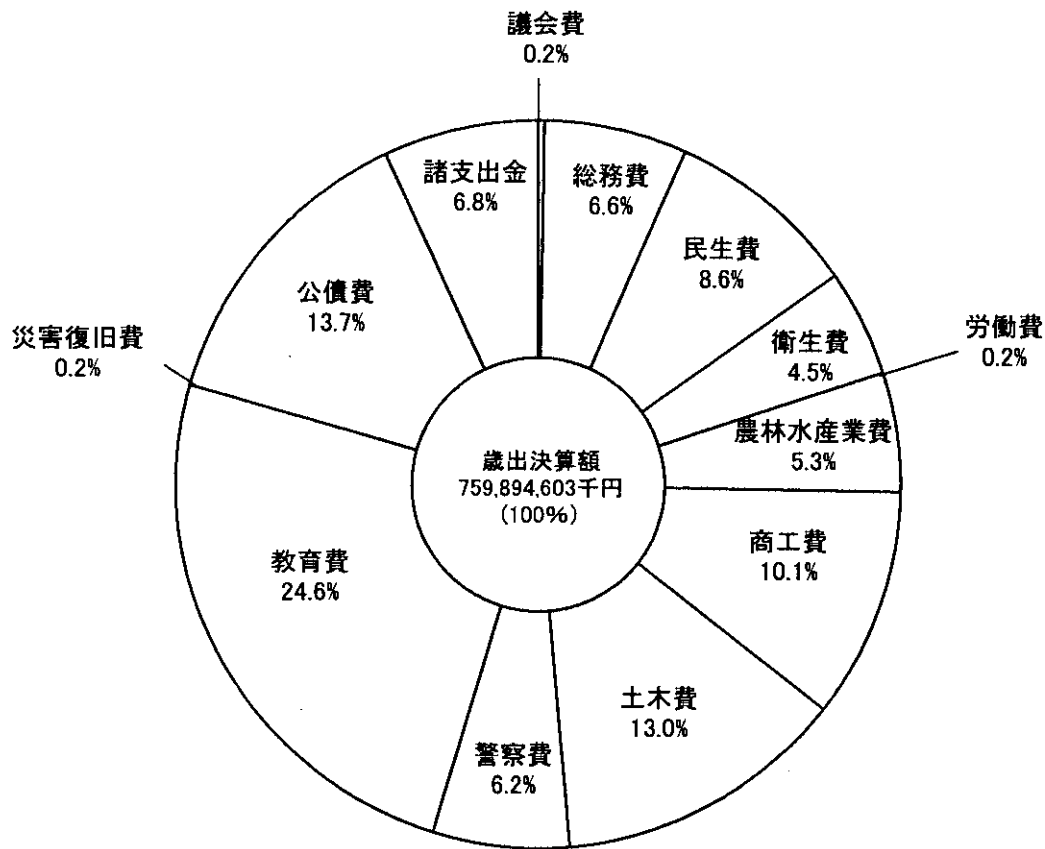 議会費
0.2%
総務費
6.6%
民生費
8.6%
衛生費
4.5%
労働費
0.2%
農林水産業費
5.3%
商工費
10.1%
土木費
13.0%
警察費
6.2%
教育費
24.6%
災害復旧費
0.2%
公債費
13.7%
諸支出金
6.8%
歳出決算額
759,894,603千円
(100%)